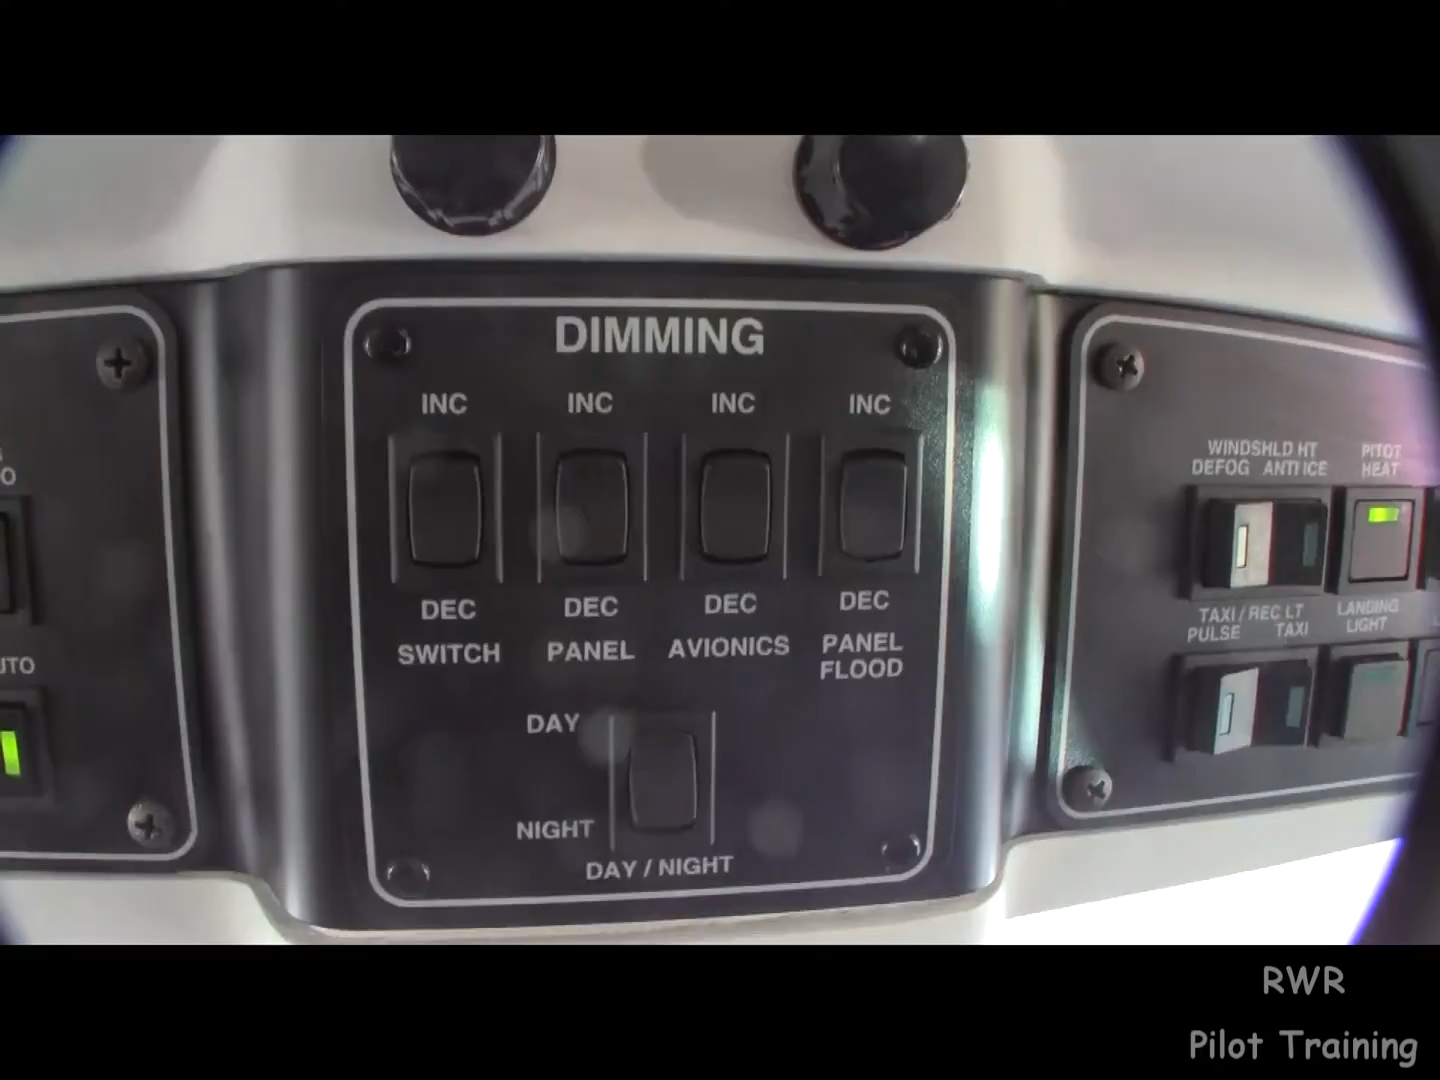 DIMMING
INC INC INC INC
DEC DEC DEC DEC
SWITCH PANEL AVIONICS PANEL
FLOOD
DAY
NIGHT
DAY / NIGHT
WINDSHLD HT
DEFOG ANTI ICE
PITOT
HEAT
TAXI / REC LT
PULSE TAXI
LANDING
LIGHT
RWR
Pilot Training